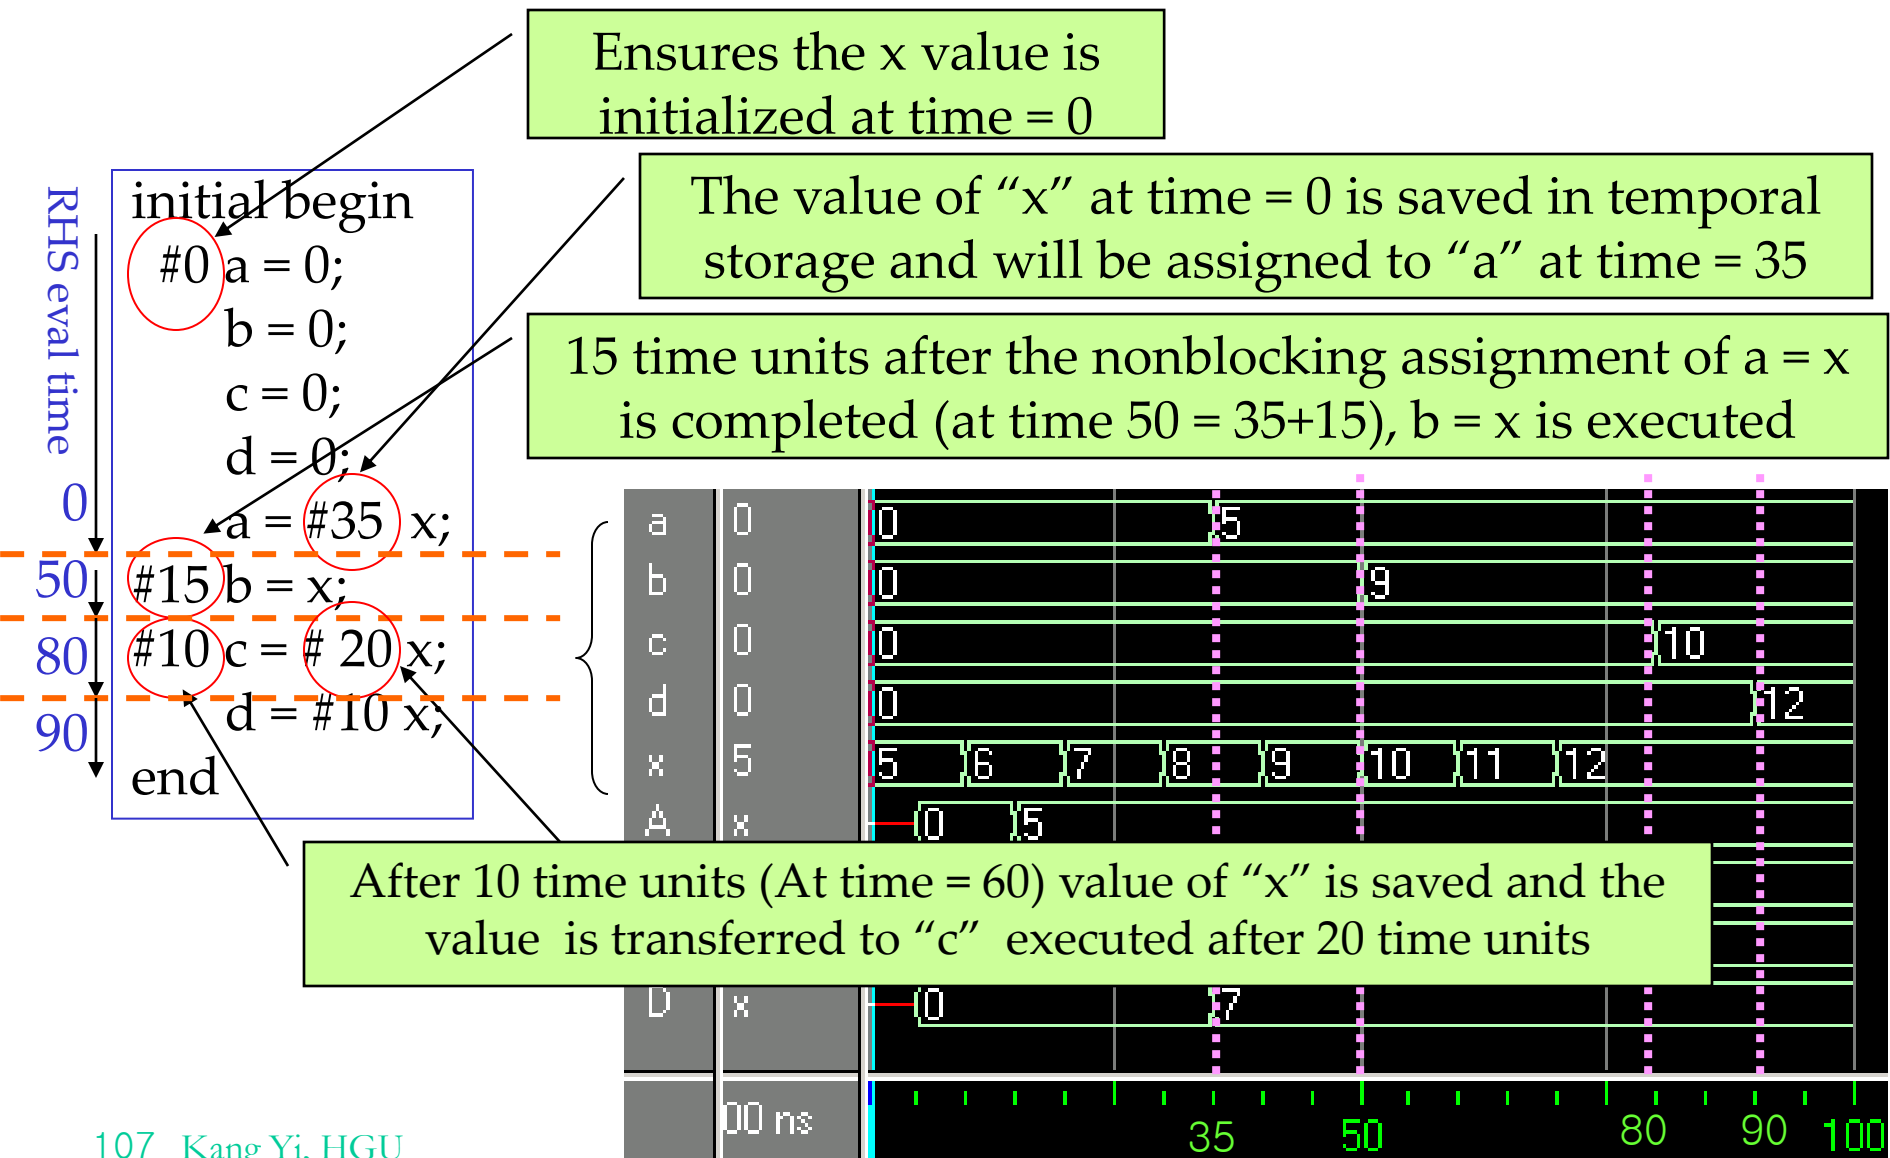 Ensures the x value is
initialized at time = 0
The value of “x” at time = 0 is saved in temporal
storage and will be assigned to “a” at time = 35
15 time units after the nonblocking assignment of a = x
is completed (at time 50 = 35+15), b = x is executed
RHS eval time
0
50
80
90
initial begin
#0 a = 0;
b = 0;
c = 0;
d = 0;
a = #35 x;
#15 b = x;
#10 c = # 20 x;
d = #10 x;
end
a 0 0 5
b 0 0 9
c 0 0 10
d 0 0 12
x 5 5 6 7 8 9 10 11 12
A x 0 5
After 10 time units (At time = 60) value of “x” is saved and the
value is transferred to “c” executed after 20 time units
D x 0 7
00 ns 35 50 80 90 100
107 Kang Yi, HGU